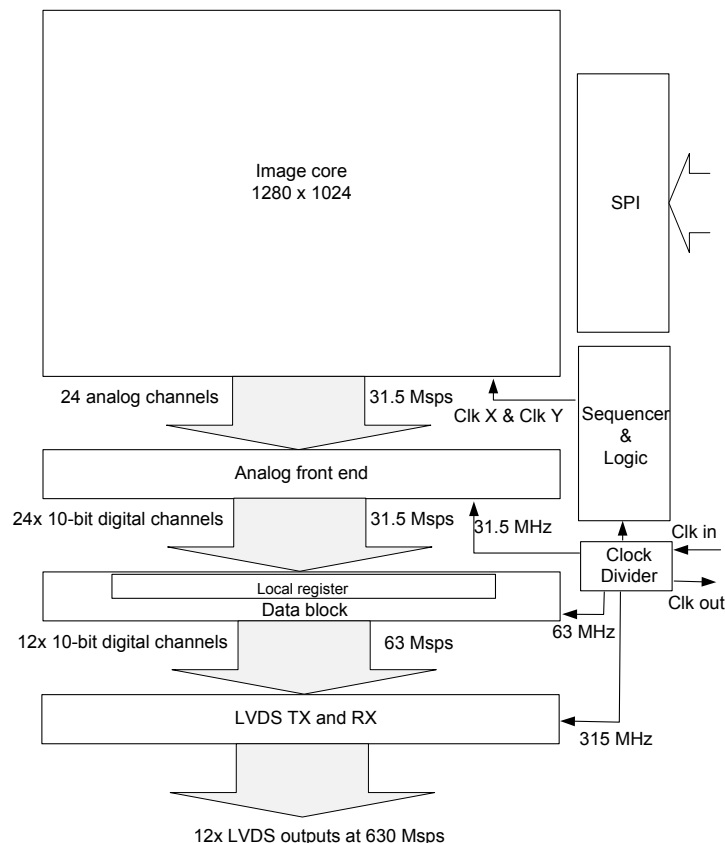 Image core
1280 x 1024
SPI
24 analog channels
31.5 Msps
Clk X & Clk Y
Sequencer
&
Logic
Analog front end
24x 10-bit digital channels
31.5 Msps
31.5 MHz
Clk in
Clock
Divider
Clk out
Local register
Data block
12x 10-bit digital channels
63 Msps
63 MHz
LVDS TX and RX
315 MHz
12x LVDS outputs at 630 Msps